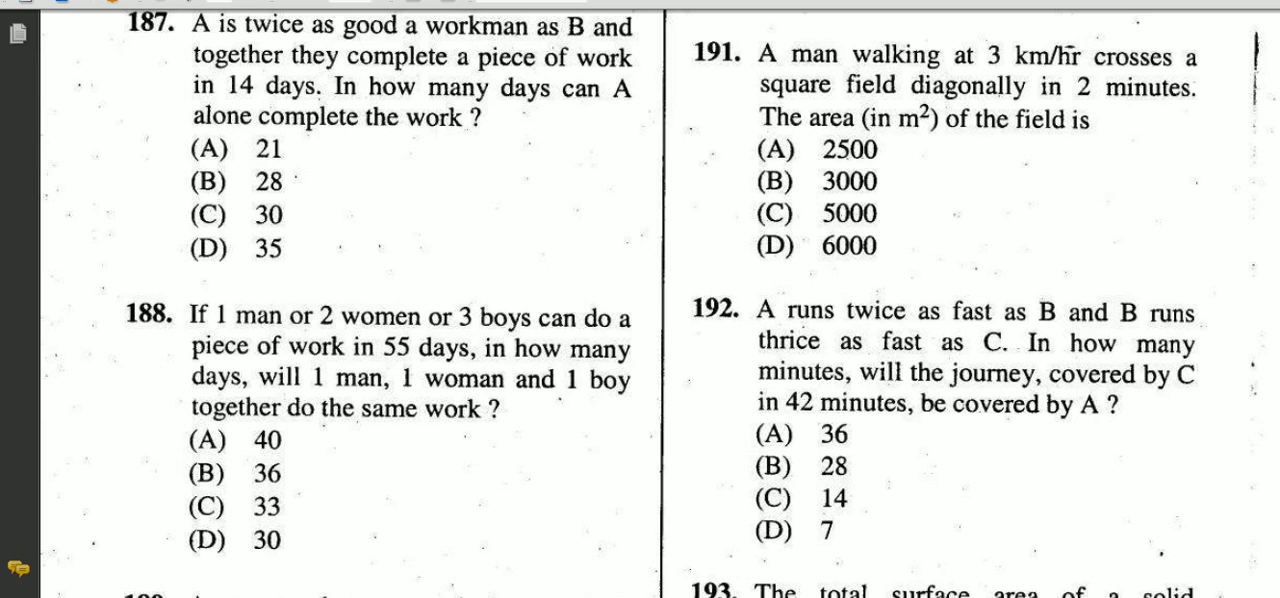 187. A is twice as good a workman as B and
together they complete a piece of work
in 14 days. In how many days can A
alone complete the work ?
(A) 21
(B) 28
(C) 30
(D) 35
188. If 1 man or 2 women or 3 boys can do a
piece of work in 55 days, in how many
days, will 1 man, 1 woman and 1 boy
together do the same work ?
(A) 40
(B) 36
(C) 33
(D) 30
191. A man walking at 3 km/hr crosses a
square field diagonally in 2 minutes.
The area (in m²) of the field is
(A) 2500
(B) 3000
(C) 5000
(D) 6000
192. A runs twice as fast as B and B runs
thrice as fast as C. In how many
minutes, will the journey, covered by C
in 42 minutes, be covered by A ?
(A) 36
(B) 28
(C) 14
(D) 7
193. The total surface area of a solid